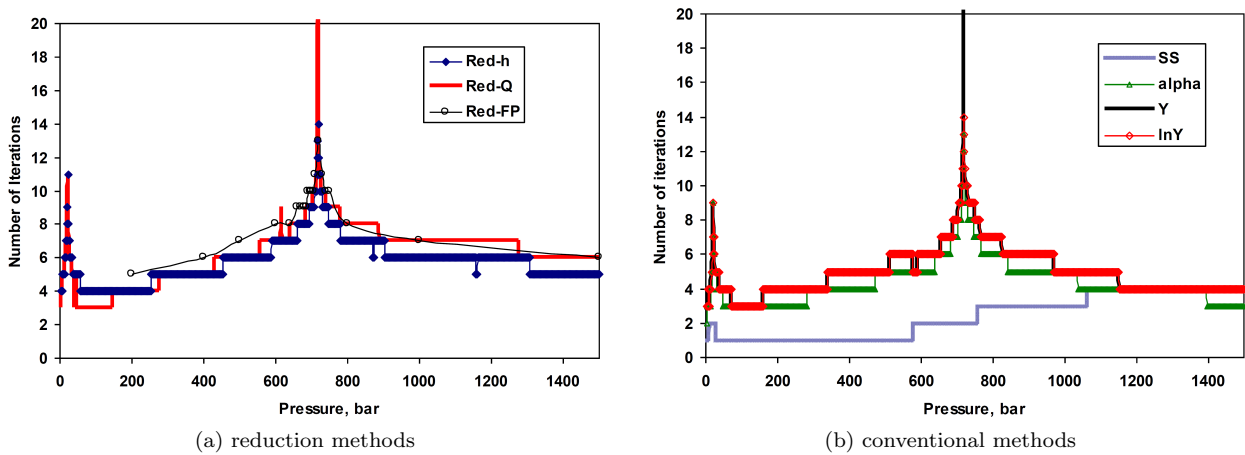 20
18
16
14
12
10
8
6
4
2
0
Number of Iterations
0 200 400 600 800 1000 1200 1400
Pressure, bar
Red-h
Red-Q
Red-FP
(a) reduction methods
20
18
16
14
12
10
8
6
4
2
0
Number of iterations
0 200 400 600 800 1000 1200 1400
Pressure, bar
SS
alpha
Y
lnY
(b) conventional methods